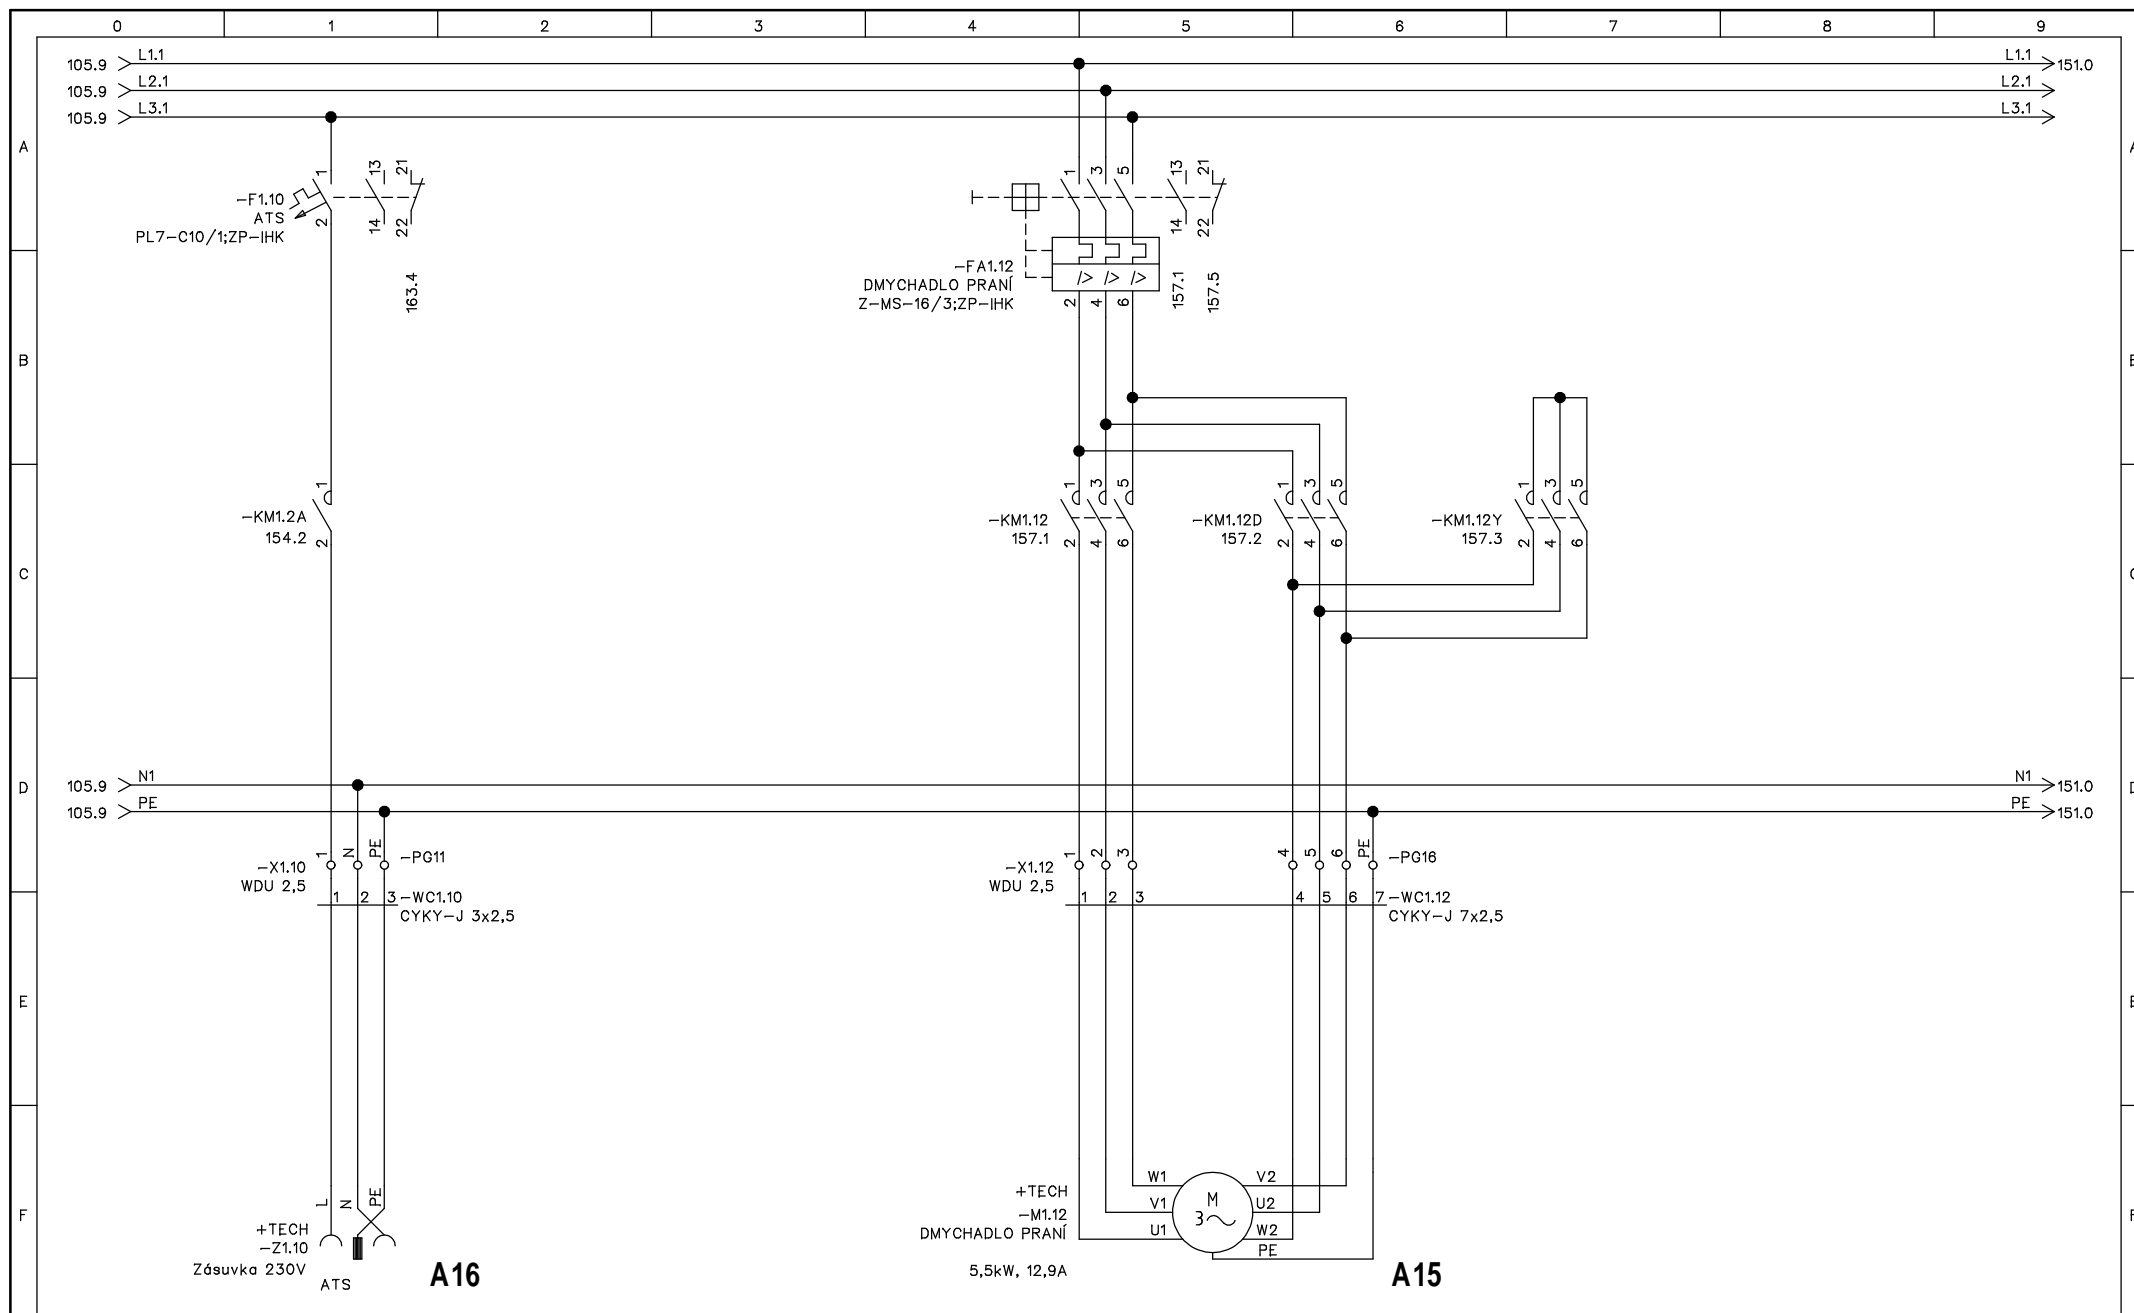 0 1 2 3 4 5 6 7 8 9
105.9 L1.1 L1.1 151.0
105.9 L2.1 L2.1
105.9 L3.1 L3.1
A
1 13 21
-F1.10
ATS
PL7-C10/1;ZP-IHK
2 14 22
163.4
1 3 5 13 21
14 22
-FA1.12
DMYCHADLO PRANÍ
Z-MS-16/3;ZP-IHK
I> I> I>
2 4 6
157.1
157.5
B
1
-KM1.2A
154.2
2
1 3 5
-KM1.12
157.1
2 4 6
1 3 5
-KM1.12D
157.2
2 4 6
1 3 5
-KM1.12Y
157.3
2 4 6
C
D
105.9 N1 N1 151.0
105.9 PE PE 151.0
1 N PE -PG11
-X1.10
WDU 2,5
1 2 3 -WC1.10
CYKY-J 3x2,5
1 2 3 4 5 6 PE -PG16
-X1.12
WDU 2,5
1 2 3 4 5 6 7 -WC1.12
CYKY-J 7x2,5
E
F
L N PE
+TECH
-Z1.10
Zásuvka 230V
ATS
A16
+TECH
-M1.12
DMYCHADLO PRANÍ
5,5kW, 12,9A
W1 V2
V1 U2
U1 W2
PE
M
3~
A15